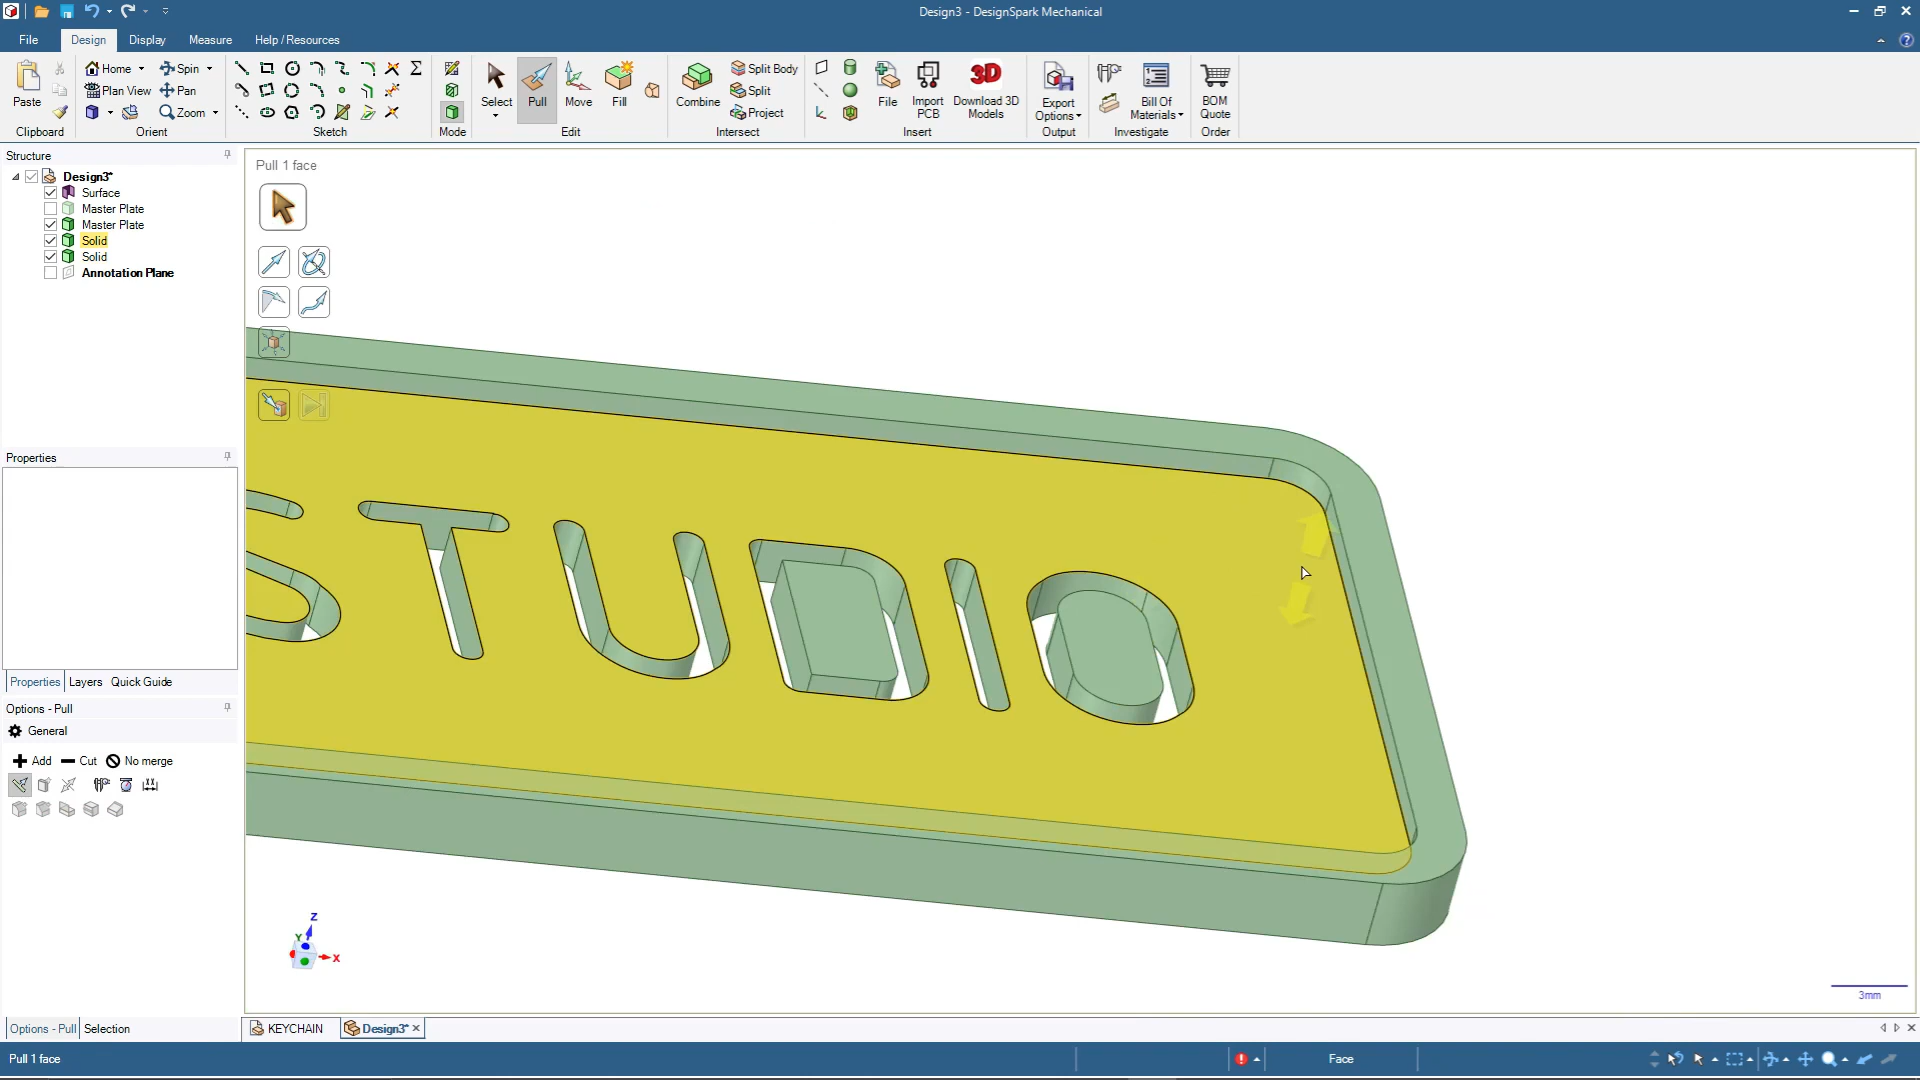 Design3 - DesignSpark Mechanical
File Design Display Measure Help / Resources
Paste
Clipboard
Home Spin
Plan View Pan
Zoom
Orient
Sketch
Mode
Select Pull Move Fill
Edit
Combine
Split Body
Split
Project
Intersect
File
Import PCB
Download 3D Models
Insert
Export Options
Output
Bill Of Materials
Investigate
BOM Quote
Order
Structure
Design3*
Surface
Master Plate
Master Plate
Solid
Solid
Annotation Plane
Properties
Properties Layers Quick Guide
Options - Pull
General
Add Cut No merge
Options - Pull Selection
Pull 1 face
STUDIO
Z
Y
X
3mm
KEYCHAIN Design3*
Pull 1 face
Face